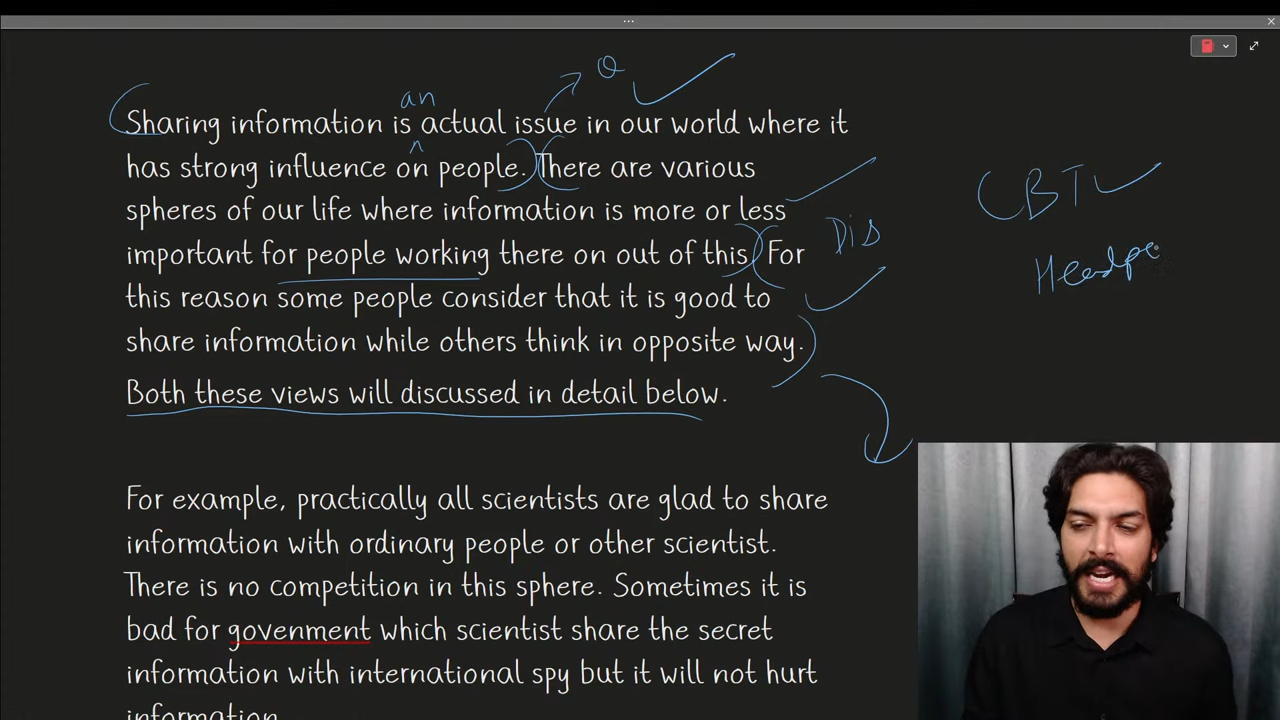 an
Sharing information is actual issue in our world where it
has strong influence on people. There are various
spheres of our life where information is more or less
important for people working there on out of this. For
this reason some people consider that it is good to
share information while others think in opposite way.
Both these views will discussed in detail below.
Dis
CBT
Headpe
For example, practically all scientists are glad to share
information with ordinary people or other scientist.
There is no competition in this sphere. Sometimes it is
bad for govenment which scientist share the secret
information with international spy but it will not hurt
information